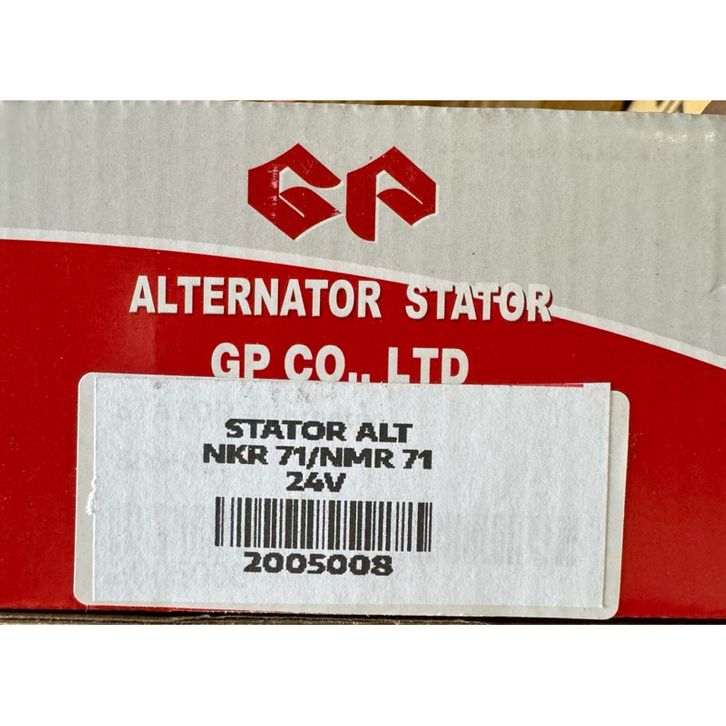 GP
ALTERNATOR STATOR
GP CO., LTD
STATOR ALT
NKR 71/NMR 71
24V
2005008